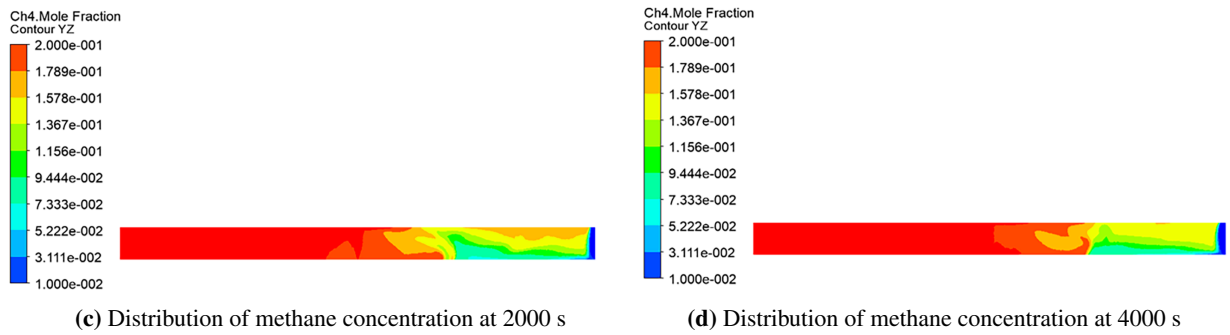 Ch4.Mole Fraction
Contour YZ
2.000e-001
1.789e-001
1.578e-001
1.367e-001
1.156e-001
9.444e-002
7.333e-002
5.222e-002
3.111e-002
1.000e-002
(c) Distribution of methane concentration at 2000 s
Ch4.Mole Fraction
Contour YZ
2.000e-001
1.789e-001
1.578e-001
1.367e-001
1.156e-001
9.444e-002
7.333e-002
5.222e-002
3.111e-002
1.000e-002
(d) Distribution of methane concentration at 4000 s